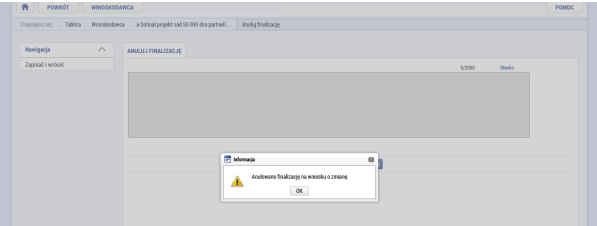 POWRÓT WNIOSKODAWCA POMOC
Znajdujesz się: Tablica Wnioskodawca a Dohnal projekt nad 50 000 dva partneři... Anuluj finalizację
Nawigacja
Zapisać i wrócić
ANULUJ FINALIZACJĘ
0/2000 Otwórz
Informacja
Anulowano finalizację na wniosku o zmianę.
OK